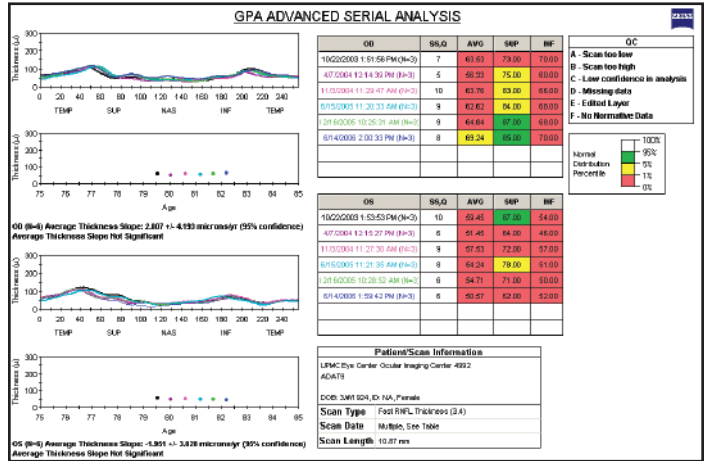 GPA ADVANCED SERIAL ANALYSIS
ZEISS
Thickness (μ)
300
200
100
0
0 20 40 60 80 100 120 140 160 180 200 220 240
TEMP SUP NAS INF TEMP
Thickness (μ)
300
200
100
0
75 76 77 78 79 80 81 82 83 84 85
Age
OD (N=6) Average Thickness Slope: 2.807 +/- 4.193 microns/yr (95% confidence)
Average Thickness Slope Not Significant
Thickness (μ)
300
200
100
0
0 20 40 60 80 100 120 140 160 180 200 220 240
TEMP SUP NAS INF TEMP
Thickness (μ)
300
200
100
0
75 76 77 78 79 80 81 82 83 84 85
Age
OS (N=6) Average Thickness Slope: -1.951 +/- 3.828 microns/yr (95% confidence)
Average Thickness Slope Not Significant
OD SS,Q AVG SUP INF
10/22/2003 1:51:58 PM (N=3) 7 63.63 73.00 70.00
4/7/2004 12:14:39 PM (N=3) 5 75.00 60.00
11/3/2004 11:23:47 AM (N=3) 10 63.76 83.00
6/15/2005 11:20:33 AM (N=3) 9 62.62 84.00
12/16/2005 10:25:31 AM (N=3) 9 64.84 87.00 68.00
6/14/2006 2:00:33 PM (N=3) 8 69.24 85.00 70.00
OS SS,Q AVG SUP INF
10/22/2003 1:53:53 PM (N=3) 10 59.45 87.00 54.00
4/7/2004 12:15:27 PM (N=3) 6 51.45 64.00
11/3/2004 11:27:30 AM (N=3) 9 57.53 72.00 57.00
6/15/2005 11:21:35 AM (N=3) 8 64.24 78.00 61.00
12/16/2005 10:28:52 AM (N=3) 6 54.71 71.00 50.00
6/14/2006 1:59:42 PM (N=3) 6 50.57 62.00 52.00
QC
A - Scan too low
B - Scan too high
C - Low confidence in analysis
D - Missing data
E - Edited Layer
F - No Normative Data
Normal
Distribution
Percentile
100%
95%
5%
1%
0%
Patient/Scan Information
UPMC Eye Center Ocular Imaging Center 4992
ADAT9
DOB: 3/9/1924, ID: NA, Female
Scan Type Fast RNFL Thickness (3.4)
Scan Date Multiple, See Table
Scan Length 10.87 mm